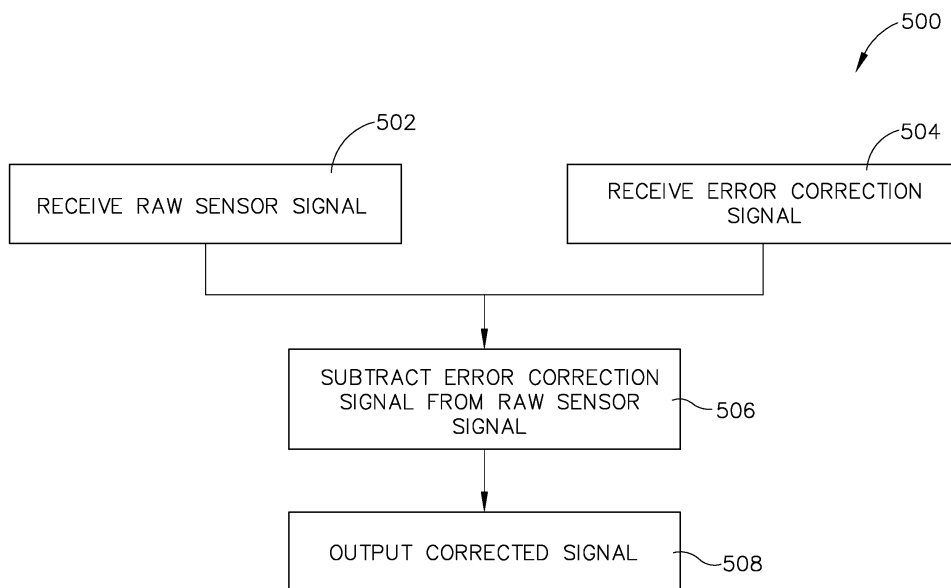 500
502
504
RECEIVE RAW SENSOR SIGNAL
RECEIVE ERROR CORRECTION
SIGNAL
SUBTRACT ERROR CORRECTION
SIGNAL FROM RAW SENSOR
SIGNAL
506
OUTPUT CORRECTED SIGNAL
508